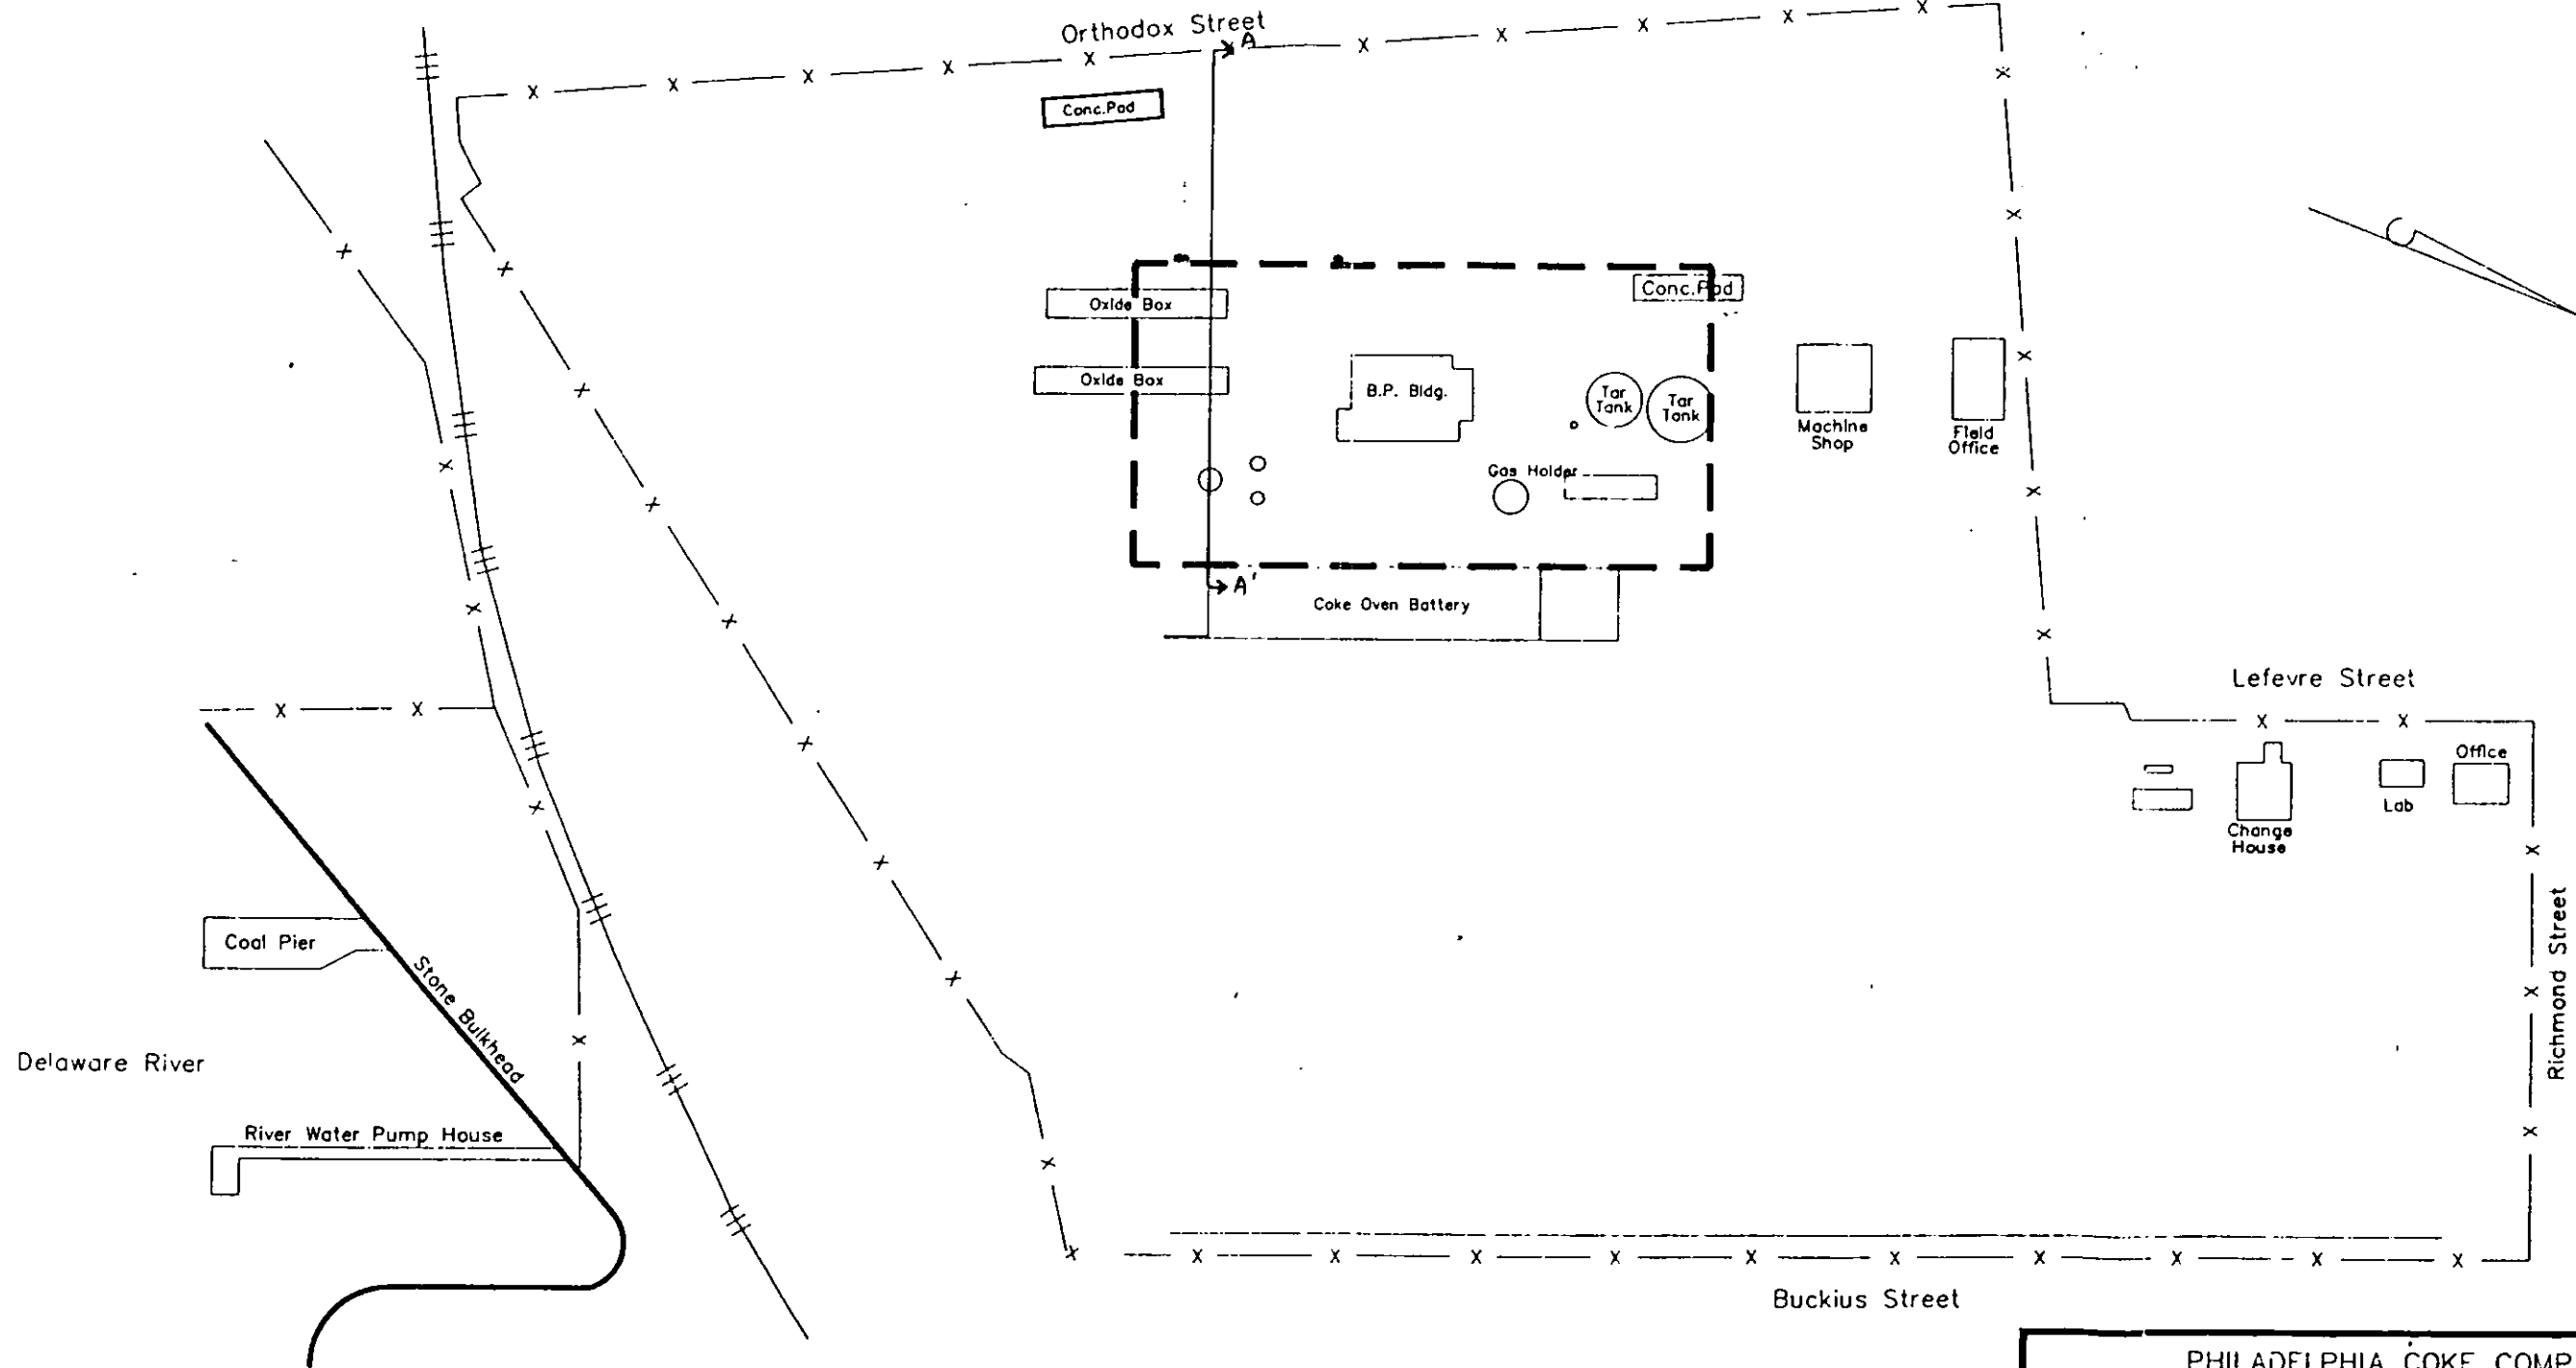 Orthodox Street
A
Conc.Pad
Oxide Box
Conc.Pad
Oxide Box
B.P. Bldg.
Tar
Tank
Tar
Tank
Machine
Shop
Field
Office
Gas Holder
A'
Coke Oven Battery
Lefevre Street
Office
Lab
Change
House
Richmond Street
Coal Pier
Stone Bulkhead
Delaware River
River Water Pump House
Buckius Street
PHILADELPHIA COKE COMP